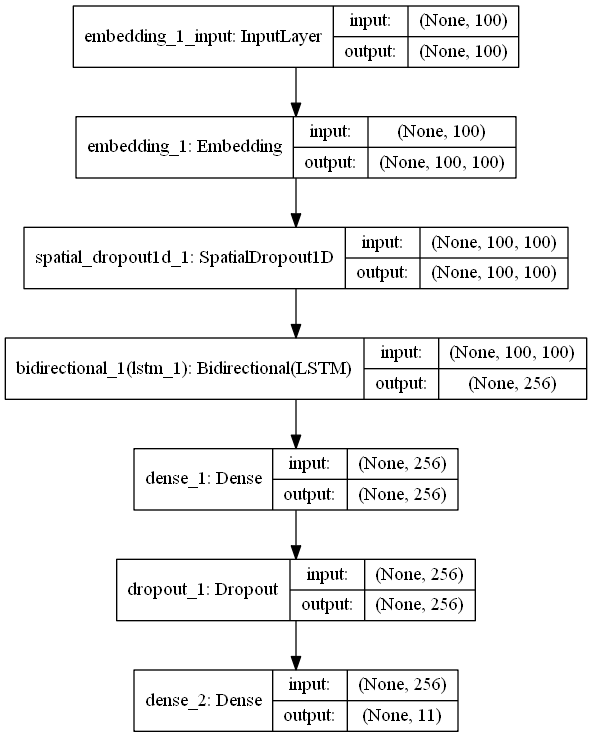 embedding_1_input: InputLayer
input: (None, 100)
output: (None, 100)
embedding_1: Embedding
input: (None, 100)
output: (None, 100, 100)
spatial_dropout1d_1: SpatialDropout1D
input: (None, 100, 100)
output: (None, 100, 100)
bidirectional_1(lstm_1): Bidirectional(LSTM)
input: (None, 100, 100)
output: (None, 256)
dense_1: Dense
input: (None, 256)
output: (None, 256)
dropout_1: Dropout
input: (None, 256)
output: (None, 256)
dense_2: Dense
input: (None, 256)
output: (None, 11)